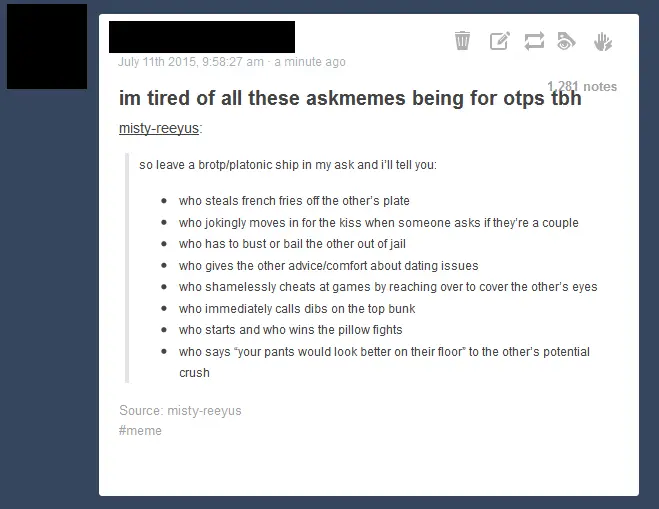 July 11th 2015, 9:58:27 am · a minute ago
1,281 notes
im tired of all these askmemes being for otps tbh
misty-reeyus:
so leave a brotp/platonic ship in my ask and i’ll tell you:
• who steals french fries off the other’s plate
• who jokingly moves in for the kiss when someone asks if they’re a couple
• who has to bust or bail the other out of jail
• who gives the other advice/comfort about dating issues
• who shamelessly cheats at games by reaching over to cover the other’s eyes
• who immediately calls dibs on the top bunk
• who starts and who wins the pillow fights
• who says “your pants would look better on their floor” to the other’s potential
crush
Source: misty-reeyus
#meme